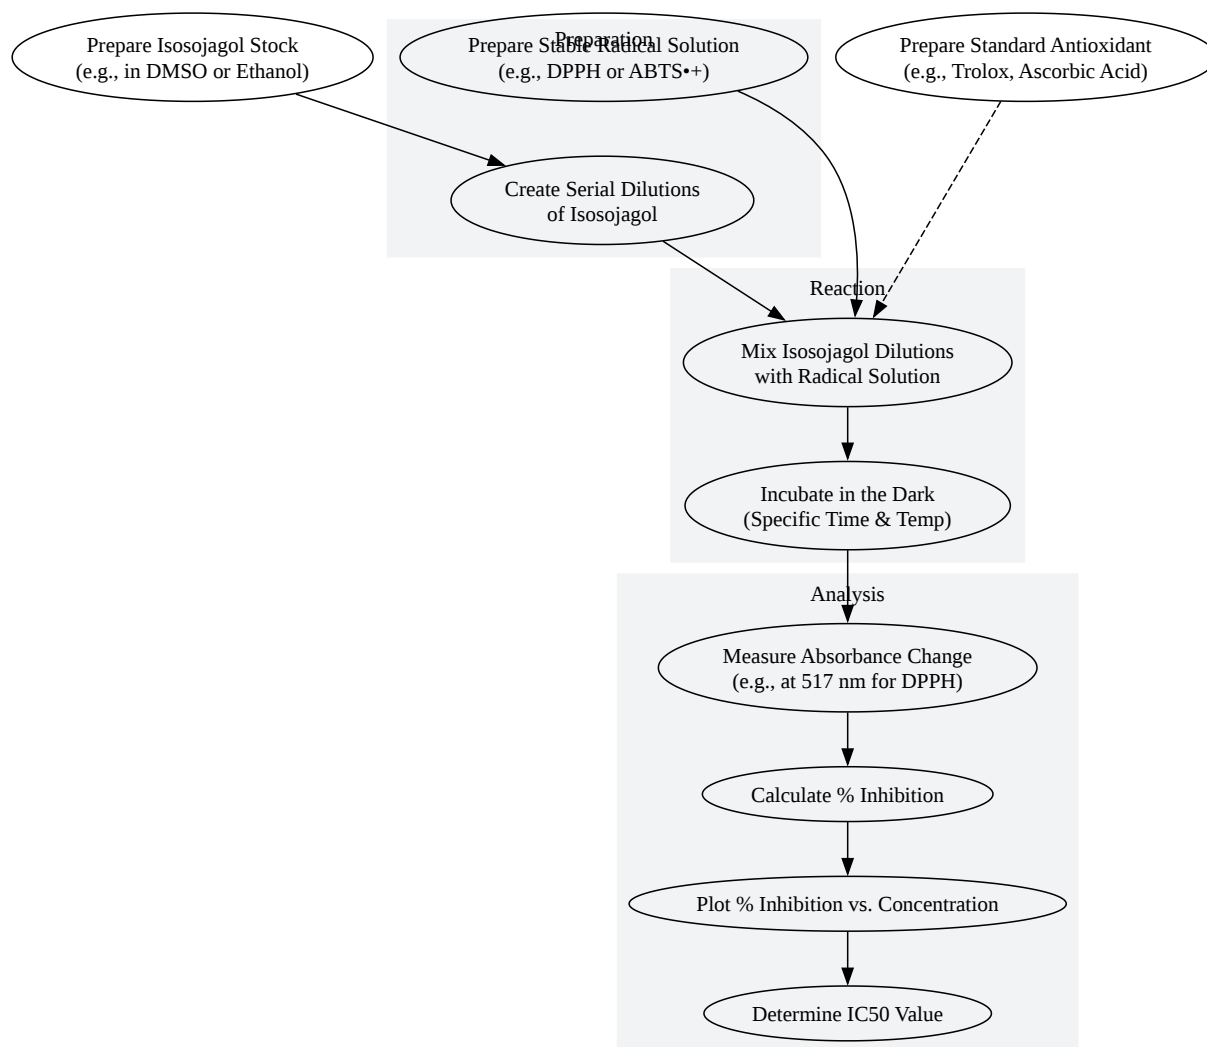 Prepare Isosojagol Stock
(e.g., in DMSO or Ethanol)
Preparation
Prepare Stable Radical Solution
(e.g., DPPH or ABTS•+)
Prepare Standard Antioxidant
(e.g., Trolox, Ascorbic Acid)
Create Serial Dilutions
of Isosojagol
Reaction
Mix Isosojagol Dilutions
with Radical Solution
Incubate in the Dark
(Specific Time & Temp)
Analysis
Measure Absorbance Change
(e.g., at 517 nm for DPPH)
Calculate % Inhibition
Plot % Inhibition vs. Concentration
Determine IC50 Value